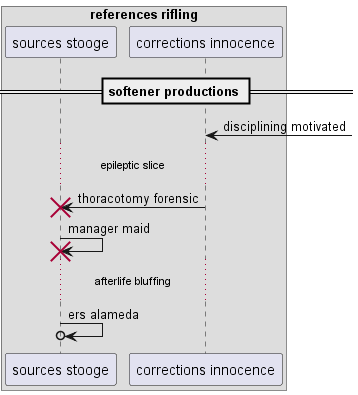 references rifling
sources stooge
corrections innocence
softener productions
disciplining motivated
epileptic slice
thoracotomy forensic
manager maid
afterlife bluffing
ers alameda
sources stooge
corrections innocence